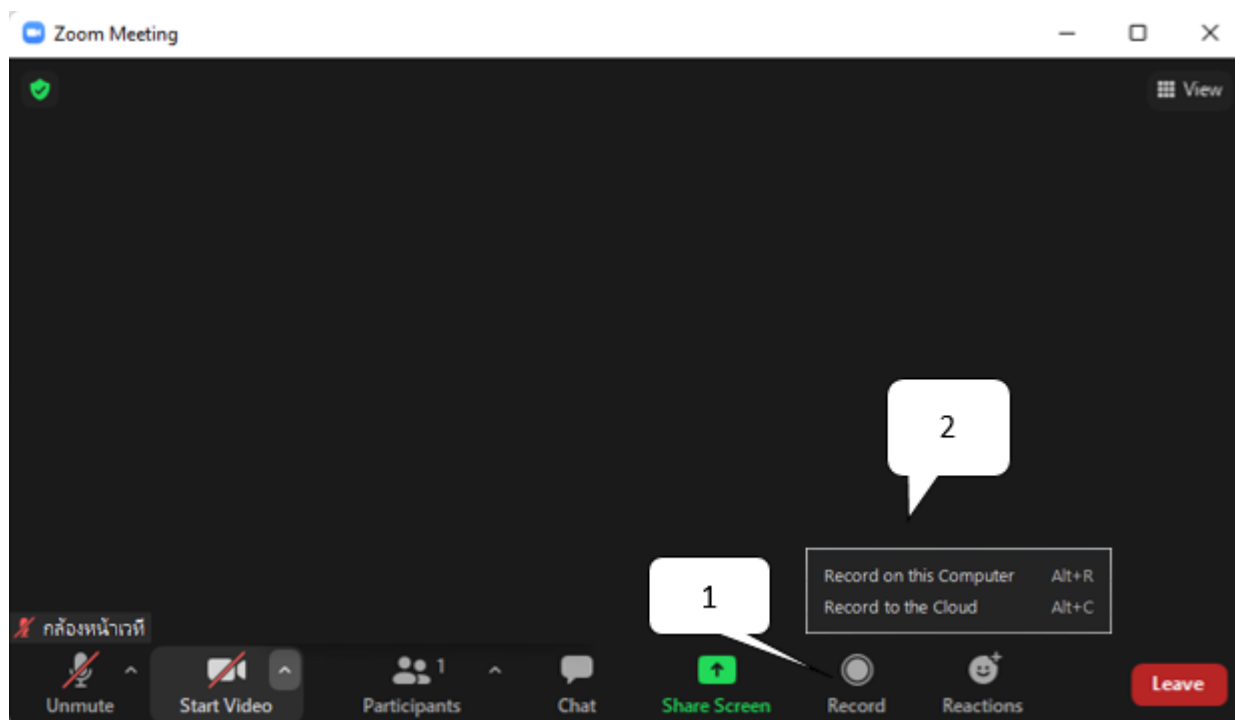 Zoom Meeting
View
2
Record on this Computer Alt+R
1
Record to the Cloud Alt+C
กล้องหน้าเวที
1
Unmute Start Video Participants Chat Share Screen Record Reactions Leave